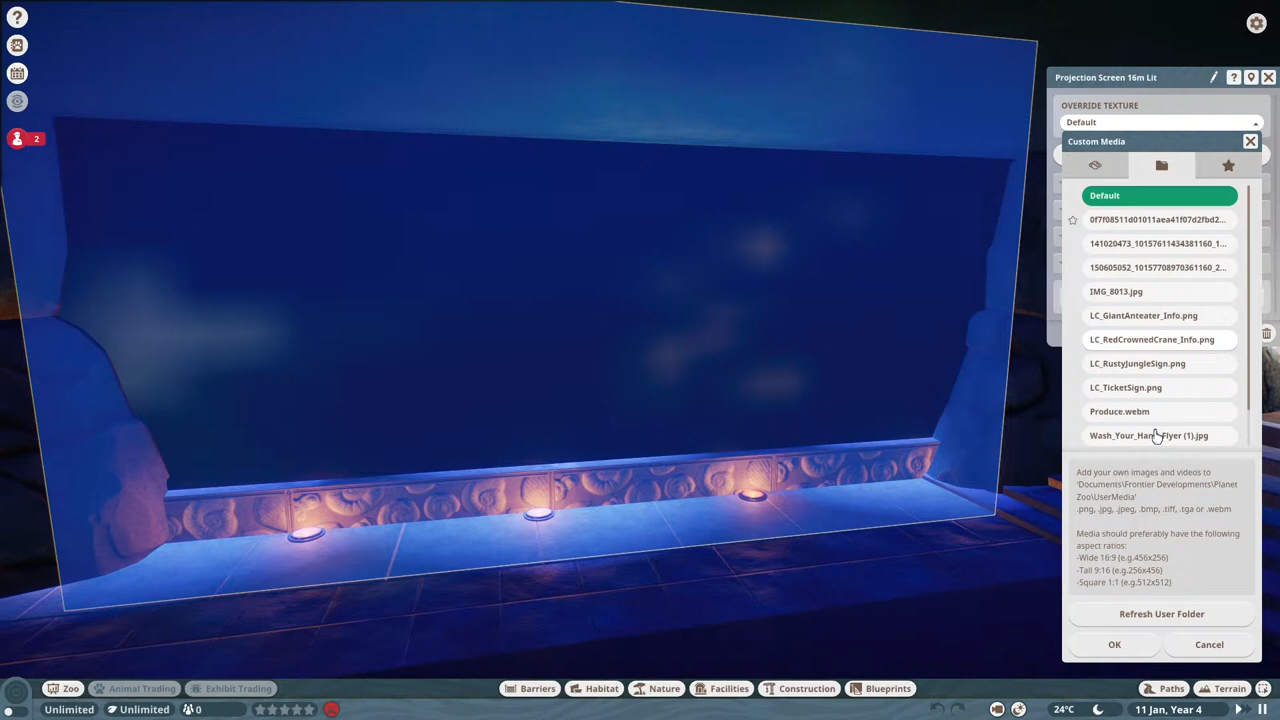 ?
2
Projection Screen 16m Lit
?
OVERRIDE TEXTURE
Default
Custom Media
Default
0f7f08511d01011aea41f07d2fbd2...
141020473_10157611434381160_1...
150605052_10157708970361160_2...
IMG_8013.jpg
LC_GiantAnteater_Info.png
LC_RedCrownedCrane_Info.png
LC_RustyJungleSign.png
LC_TicketSign.png
Produce.webm
Wash_Your_Hand Flyer (1).jpg
Add your own images and videos to
'Documents\Frontier Developments\Planet
Zoo\UserMedia'
.png, .jpg, .jpeg, .bmp, .tiff, .tga or .webm
Media should preferably have the following
aspect ratios:
-Wide 16:9 (e.g.456x256)
-Tall 9:16 (e.g.256x456)
-Square 1:1 (e.g.512x512)
Refresh User Folder
OK Cancel
Zoo Animal Trading Exhibit Trading Barriers Habitat Nature Facilities Construction Blueprints Paths Terrain
Unlimited Unlimited 0 24°C 11 Jan, Year 4